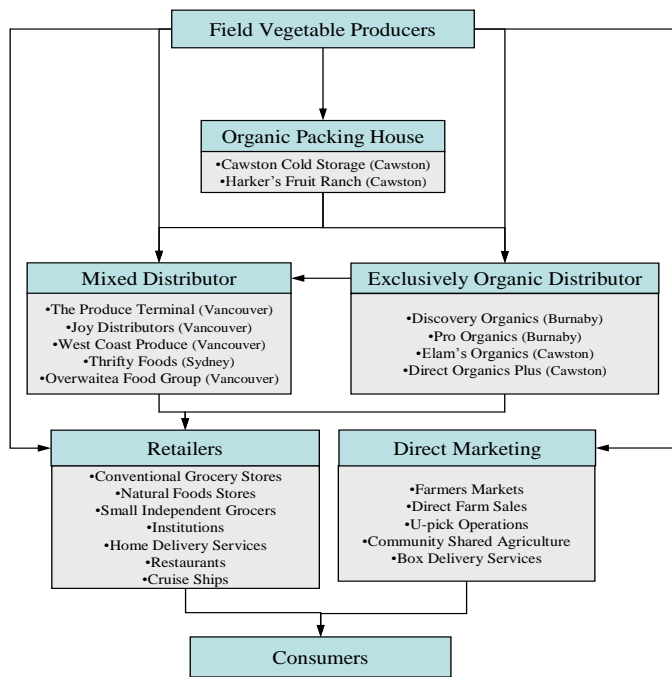 Field Vegetable Producers
Organic Packing House
•Cawston Cold Storage (Cawston)
•Harker's Fruit Ranch (Cawston)
Mixed Distributor
•The Produce Terminal (Vancouver)
•Joy Distributors (Vancouver)
•West Coast Produce (Vancouver)
•Thrifty Foods (Sydney)
•Overwaitea Food Group (Vancouver)
Exclusively Organic Distributor
•Discovery Organics (Burnaby)
•Pro Organics (Burnaby)
•Elam's Organics (Cawston)
•Direct Organics Plus (Cawston)
Retailers
•Conventional Grocery Stores
•Natural Foods Stores
•Small Independent Grocers
•Institutions
•Home Delivery Services
•Restaurants
•Cruise Ships
Direct Marketing
•Farmers Markets
•Direct Farm Sales
•U-pick Operations
•Community Shared Agriculture
•Box Delivery Services
Consumers